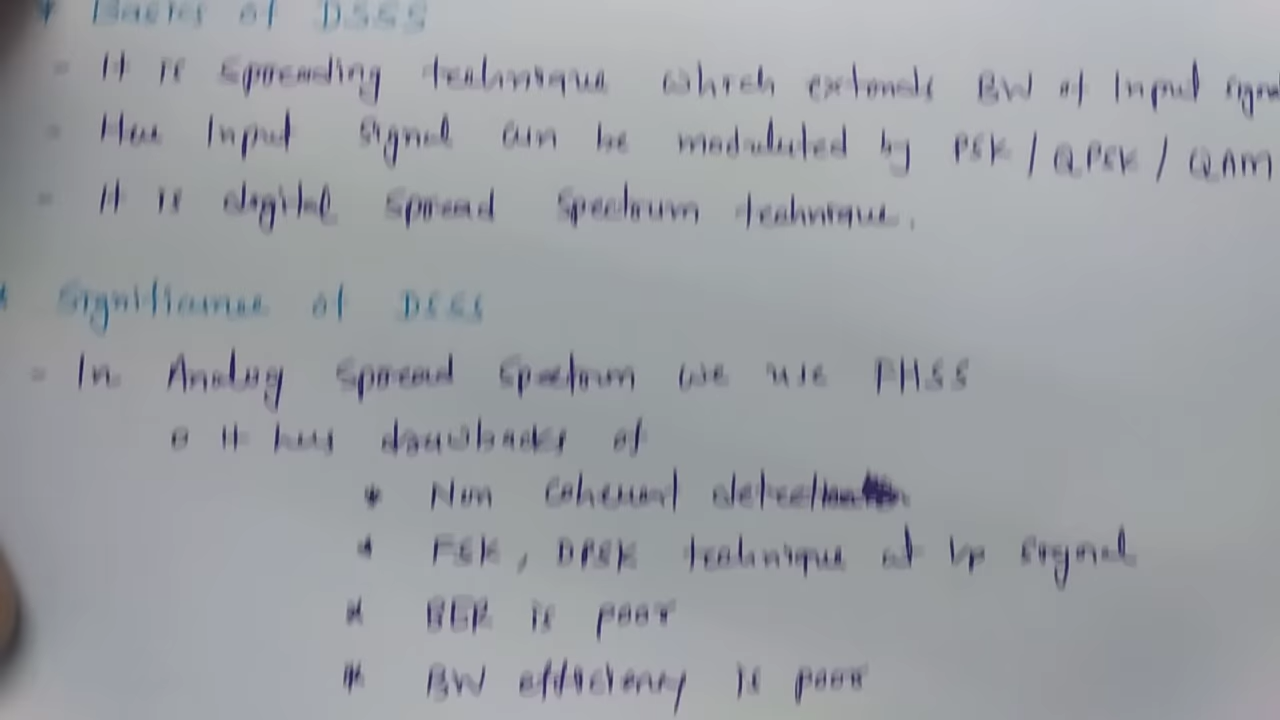 * Basics of DSSS
- It is spreading technique which extends BW of Input signal
- Here Input signal can be modulated by PSK / QPSK / QAM
- It is digital spread spectrum technique.
* Significance of DSSS
- In Analog spread spectrum we use FHSS
o It has drawbacks of
* Non coherent detection
* FSK, DPSK technique at i/p signal
* BER is poor
* BW efficiency is poor